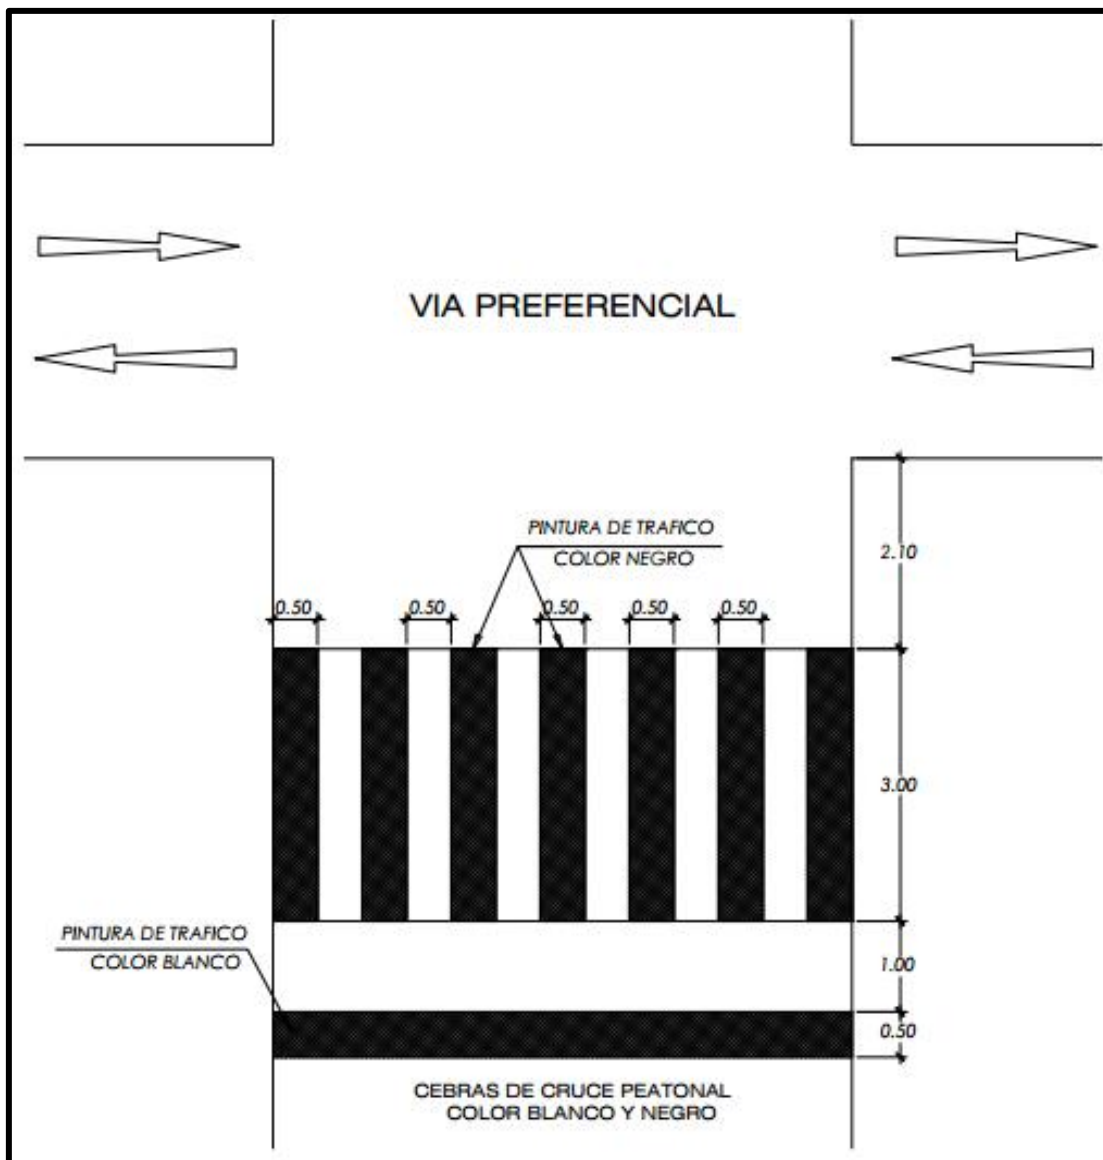 VIA PREFERENCIAL
PINTURA DE TRAFICO
COLOR NEGRO
2.10
0.50 0.50 0.50 0.50 0.50
3.00
PINTURA DE TRAFICO
COLOR BLANCO
1.00
0.50
CEBRAS DE CRUCE PEATONAL
COLOR BLANCO Y NEGRO